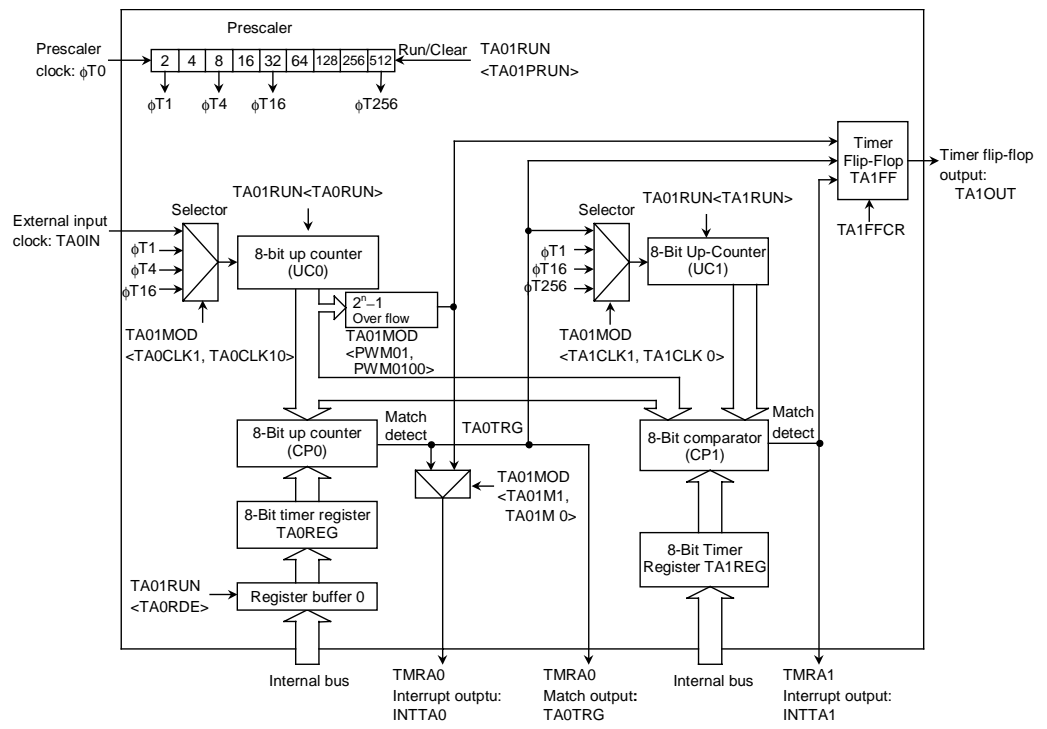 Prescaler
Prescaler
clock: ϕT0
2 4 8 16 32 64 128 256 512
Run/Clear
TA01RUN
<TA01PRUN>
ϕT1
ϕT4
ϕT16
ϕT256
Timer
Flip-Flop
TA1FF
Timer flip-flop
output:
TA1OUT
TA1FFCR
TA01RUN<TA0RUN>
TA01RUN<TA1RUN>
External input
clock: TA0IN
Selector
ϕT1
ϕT4
ϕT16
8-bit up counter
(UC0)
2ⁿ–1
Over flow
TA01MOD
<TA0CLK1, TA0CLK10>
TA01MOD
<PWM01,
PWM0100>
Selector
ϕT1
ϕT16
ϕT256
8-Bit Up-Counter
(UC1)
TA01MOD
<TA1CLK1, TA1CLK 0>
8-Bit up counter
(CP0)
Match
detect
TA0TRG
8-Bit comparator
(CP1)
Match
detect
TA01MOD
<TA01M1,
TA01M 0>
8-Bit timer register
TA0REG
8-Bit Timer
Register TA1REG
TA01RUN
<TA0RDE>
Register buffer 0
Internal bus
TMRA0
Interrupt outptu:
INTTA0
TMRA0
Match output:
TA0TRG
Internal bus
TMRA1
Interrupt output:
INTTA1